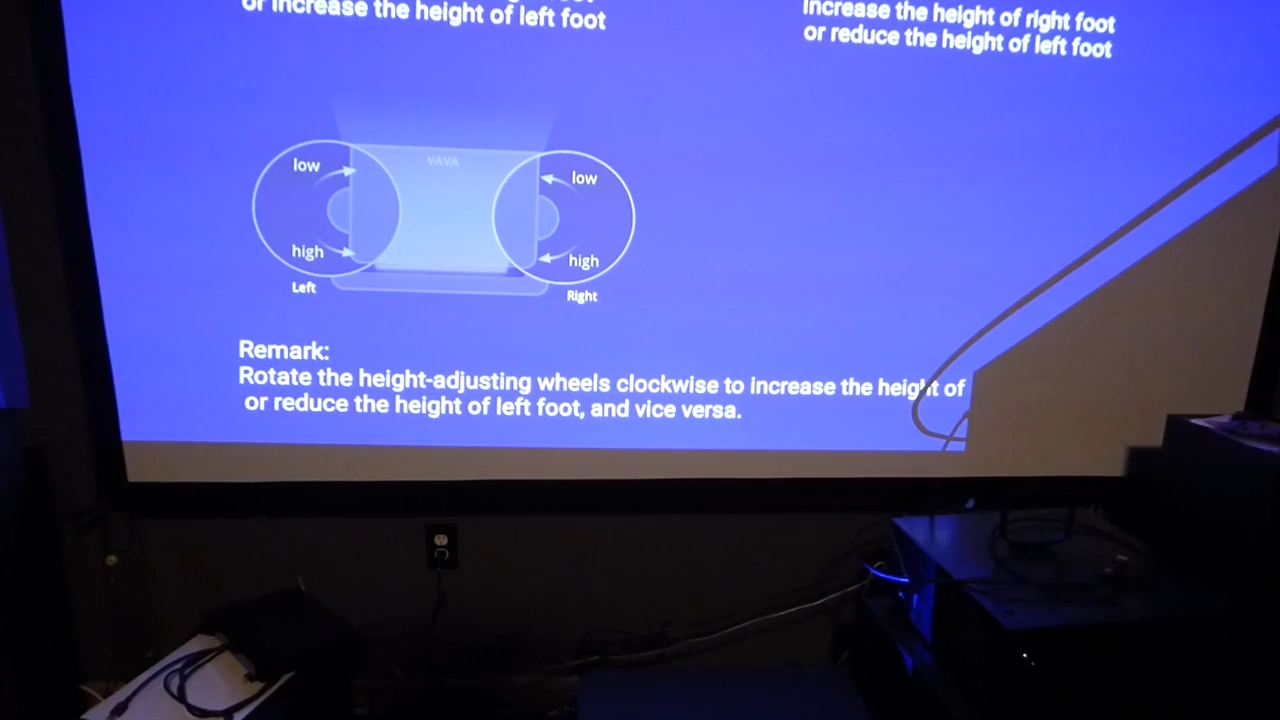 or increase the height of left foot
Increase the height of right foot
or reduce the height of left foot
VAVA
low
low
high
high
Left
Right
Remark:
Rotate the height-adjusting wheels clockwise to increase the height of
or reduce the height of left foot, and vice versa.